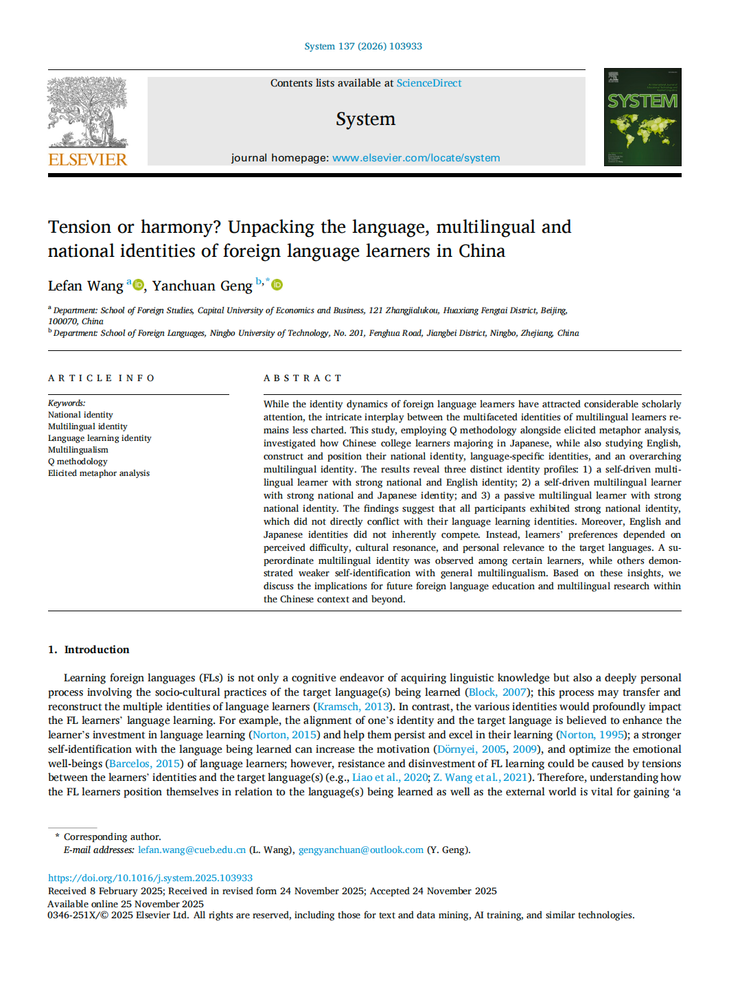 System 137 (2026) 103933
Contents lists available at ScienceDirect
System
journal homepage: www.elsevier.com/locate/system
ELSEVIER
SYSTEM
Tension or harmony? Unpacking the language, multilingual and
national identities of foreign language learners in China
Lefan Wang a, Yanchuan Geng b,*
a Department: School of Foreign Studies, Capital University of Economics and Business, 121 Zhangjialukou, Huaxiang Fengtai District, Beijing,
100070, China
b Department: School of Foreign Languages, Ningbo University of Technology, No. 201, Fenghua Road, Jiangbei District, Ningbo, Zhejiang, China
ARTICLE INFO
Keywords:
National identity
Multilingual identity
Language learning identity
Multilingualism
Q methodology
Elicited metaphor analysis
ABSTRACT
While the identity dynamics of foreign language learners have attracted considerable scholarly
attention, the intricate interplay between the multifaceted identities of multilingual learners re-
mains less charted. This study, employing Q methodology alongside elicited metaphor analysis,
investigated how Chinese college learners majoring in Japanese, while also studying English,
construct and position their national identity, language-specific identities, and an overarching
multilingual identity. The results reveal three distinct identity profiles: 1) a self-driven multi-
lingual learner with strong national and English identity; 2) a self-driven multilingual learner
with strong national and Japanese identity; and 3) a passive multilingual learner with strong
national identity. The findings suggest that all participants exhibited strong national identity,
which did not directly conflict with their language learning identities. Moreover, English and
Japanese identities did not inherently compete. Instead, learners' preferences depended on
perceived difficulty, cultural resonance, and personal relevance to the target languages. A su-
perordinate multilingual identity was observed among certain learners, while others demon-
strated weaker self-identification with general multilingualism. Based on these insights, we
discuss the implications for future foreign language education and multilingual research within
the Chinese context and beyond.
1. Introduction
Learning foreign languages (FLs) is not only a cognitive endeavor of acquiring linguistic knowledge but also a deeply personal
process involving the socio-cultural practices of the target language(s) being learned (Block, 2007); this process may transfer and
reconstruct the multiple identities of language learners (Kramsch, 2013). In contrast, the various identities would profoundly impact
the FL learners' language learning. For example, the alignment of one's identity and the target language is believed to enhance the
learner's investment in language learning (Norton, 2015) and help them persist and excel in their learning (Norton, 1995); a stronger
self-identification with the language being learned can increase the motivation (Dörnyei, 2005, 2009), and optimize the emotional
well-beings (Barcelos, 2015) of language learners; however, resistance and disinvestment of FL learning could be caused by tensions
between the learners' identities and the target language(s) (e.g., Liao et al., 2020; Z. Wang et al., 2021). Therefore, understanding how
the FL learners position themselves in relation to the language(s) being learned as well as the external world is vital for gaining 'a
* Corresponding author.
E-mail addresses: lefan.wang@cueb.edu.cn (L. Wang), gengyanchuan@outlook.com (Y. Geng).
https://doi.org/10.1016/j.system.2025.103933
Received 8 February 2025; Received in revised form 24 November 2025; Accepted 24 November 2025
Available online 25 November 2025
0346-251X/© 2025 Elsevier Ltd. All rights are reserved, including those for text and data mining, AI training, and similar technologies.